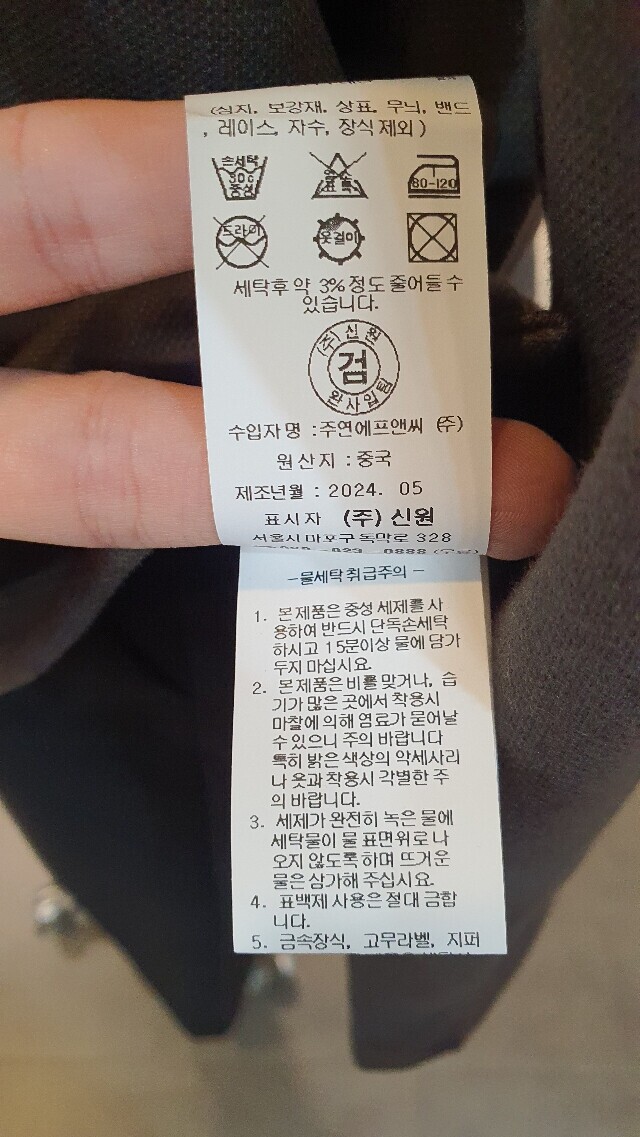 (심지, 보강재, 상표, 무늬, 밴드
, 레이스, 자수, 장식 제외)
손세탁
30℃
중성
염소
표백
80-120
드라이
옷걸이
세탁후 약 3% 정도 줄어들 수
있습니다.
(주)신원
검
완사입팀
수입자명 : 주연에프앤씨 (주)
원산지 : 중국
제조년월 : 2024. 05
표시자 (주) 신원
서울시 마포구 독막로 328
-물세탁 취급주의 -
1. 본 제품은 중성 세제를 사
용하여 반드시 단독손세탁
하시고 15분이상 물에 담가
두지 마십시요.
2. 본 제품은 비를 맞거나, 습
기가 많은 곳에서 착용시
마찰에 의해 염료가 묻어날
수 있으니 주의 바랍니다
특히 밝은 색상의 악세사리
나 옷과 착용시 각별한 주
의 바랍니다.
3. 세제가 완전히 녹은 물에
세탁물이 물 표면위로 나
오지 않도록 하며 뜨거운
물은 삼가해 주십시요.
4. 표백제 사용은 절대 금합
니다.
5. 금속장식, 고무라벨, 지퍼